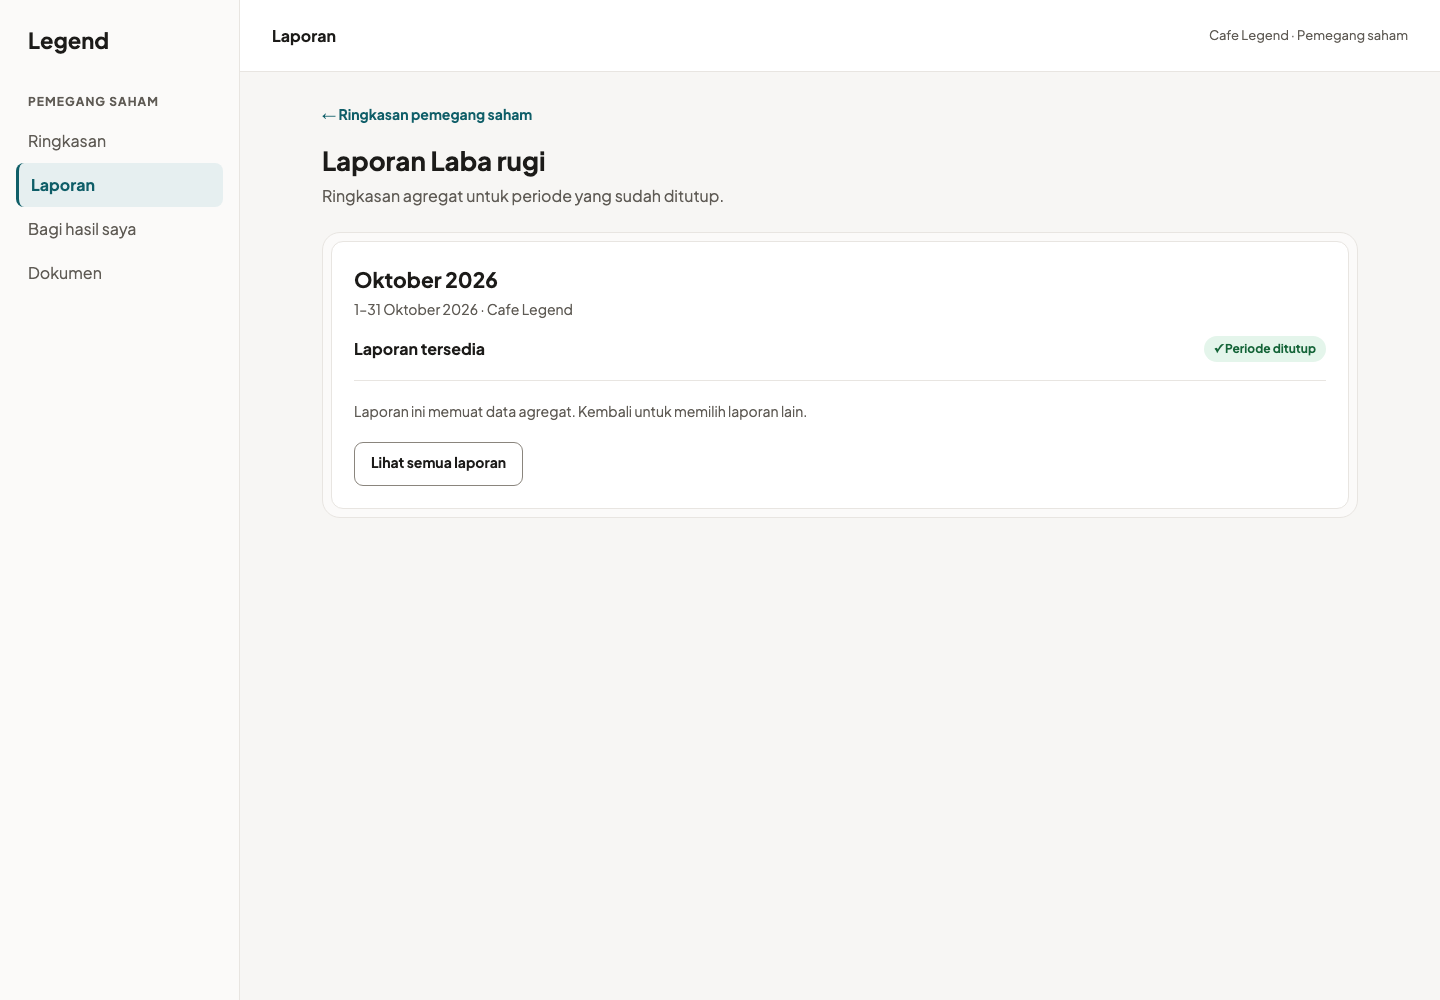 Legend
PEMEGANG SAHAM
Ringkasan
Laporan
Bagi hasil saya
Dokumen
Laporan
Cafe Legend · Pemegang saham
← Ringkasan pemegang saham
Laporan Laba rugi
Ringkasan agregat untuk periode yang sudah ditutup.
Oktober 2026
1–31 Oktober 2026 · Cafe Legend
Laporan tersedia
✓ Periode ditutup
Laporan ini memuat data agregat. Kembali untuk memilih laporan lain.
Lihat semua laporan